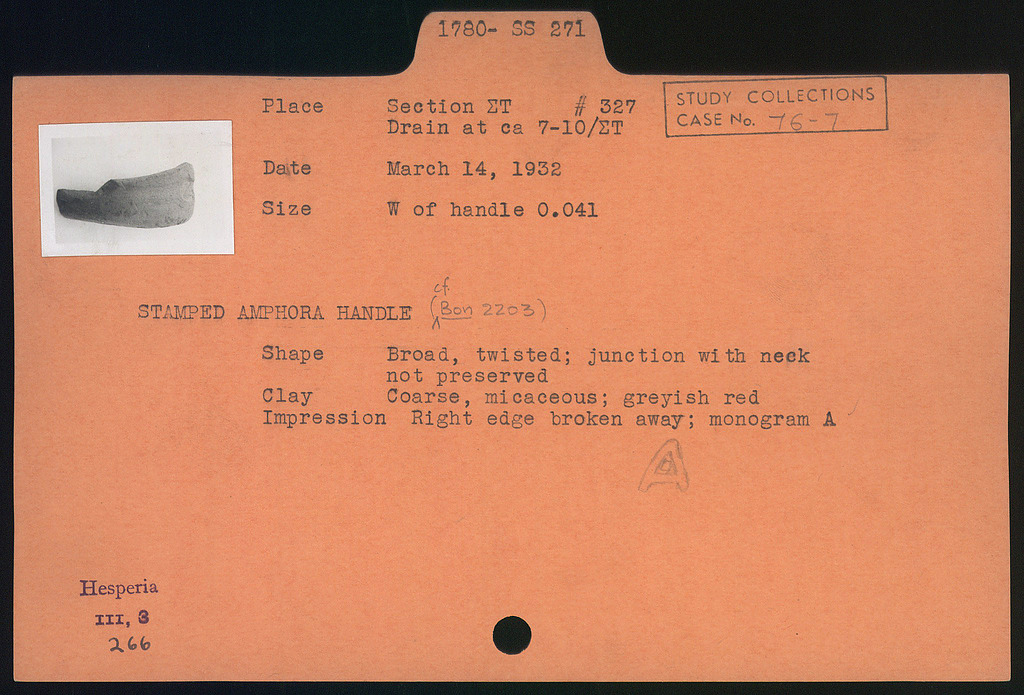 1780- SS 271
Place Section ΣT # 327
Drain at ca 7-10/ΣT
STUDY COLLECTIONS
CASE No. 76-7
Date March 14, 1932
Size W of handle 0.041
STAMPED AMPHORA HANDLE (cf. Bon 2203)
Shape Broad, twisted; junction with neck
not preserved
Clay Coarse, micaceous; greyish red
Impression Right edge broken away; monogram A
A
Hesperia
III, 3
266